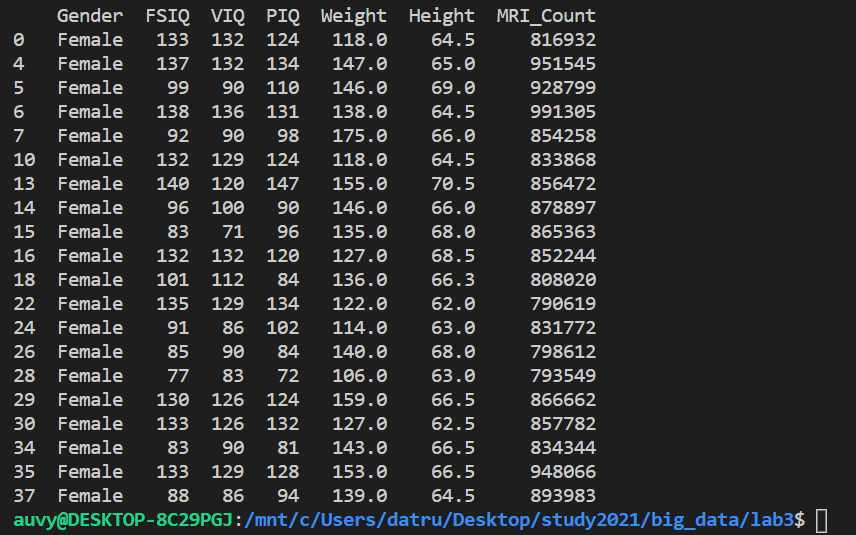 Gender FSIQ VIQ PIQ Weight Height MRI_Count
0 Female 133 132 124 118.0 64.5 816932
4 Female 137 132 134 147.0 65.0 951545
5 Female 99 90 110 146.0 69.0 928799
6 Female 138 136 131 138.0 64.5 991305
7 Female 92 90 98 175.0 66.0 854258
10 Female 132 129 124 118.0 64.5 833868
13 Female 140 120 147 155.0 70.5 856472
14 Female 96 100 90 146.0 66.0 878897
15 Female 83 71 96 135.0 68.0 865363
16 Female 132 132 120 127.0 68.5 852244
18 Female 101 112 84 136.0 66.3 808020
22 Female 135 129 134 122.0 62.0 790619
24 Female 91 86 102 114.0 63.0 831772
26 Female 85 90 84 140.0 68.0 798612
28 Female 77 83 72 106.0 63.0 793549
29 Female 130 126 124 159.0 66.5 866662
30 Female 133 126 132 127.0 62.5 857782
34 Female 83 90 81 143.0 66.5 834344
35 Female 133 129 128 153.0 66.5 948066
37 Female 88 86 94 139.0 64.5 893983
auvy@DESKTOP-8C29PGJ:/mnt/c/Users/datru/Desktop/study2021/big_data/lab3$